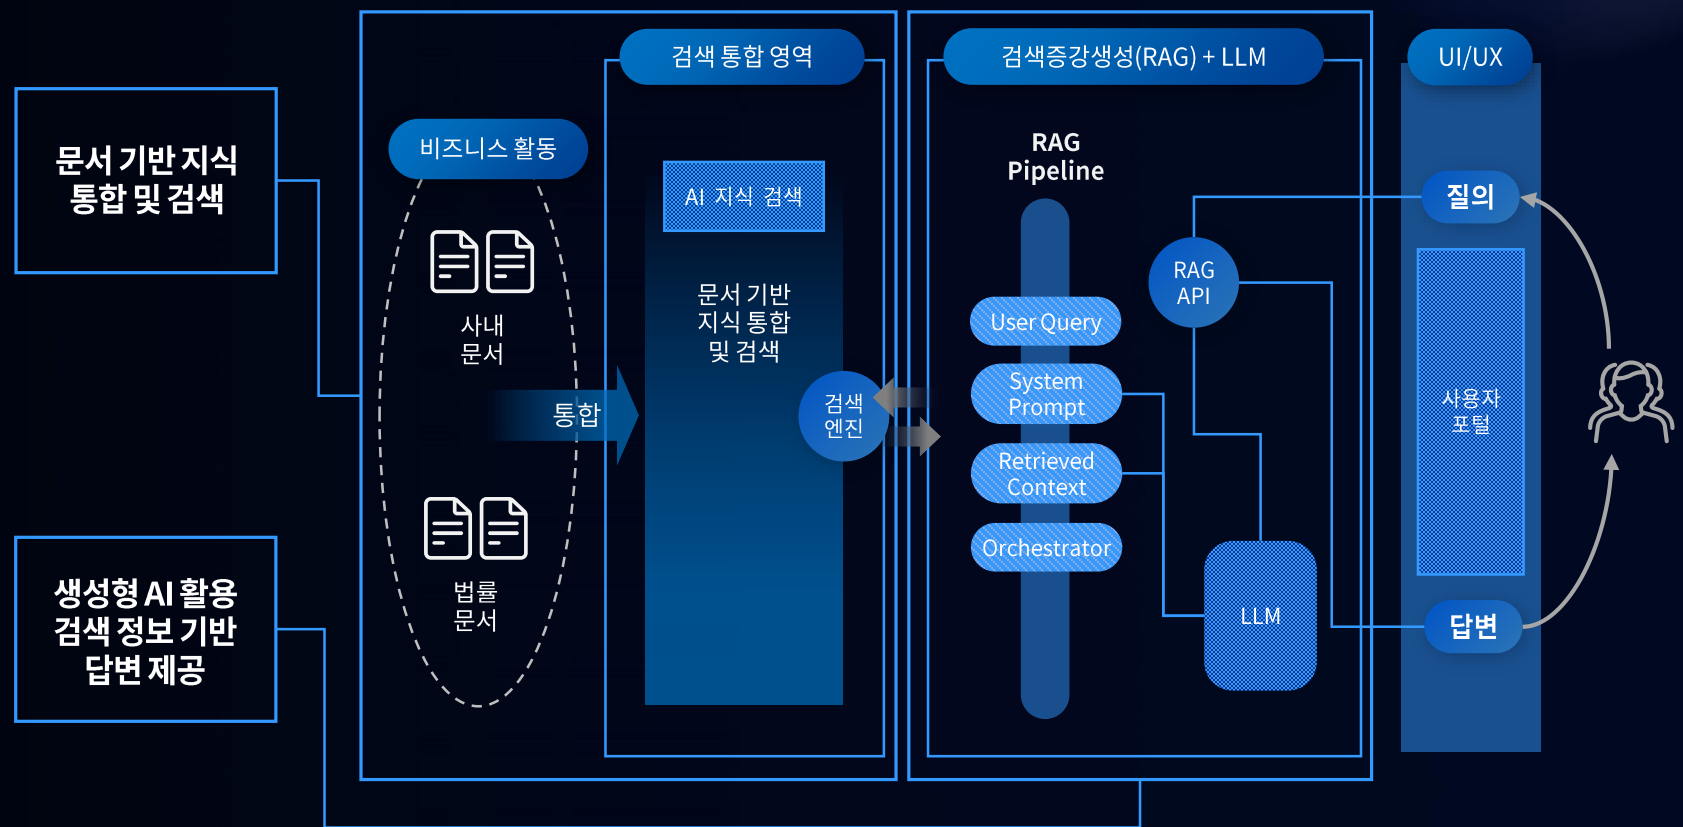 문서 기반 지식
통합 및 검색
생성형 AI 활용
검색 정보 기반
답변 제공
비즈니스 활동
사내
문서
법률
문서
통합
검색 통합 영역
AI 지식 검색
문서 기반
지식 통합
및 검색
검색
엔진
검색증강생성(RAG) + LLM
RAG
Pipeline
User Query
System
Prompt
Retrieved
Context
Orchestrator
RAG
API
LLM
UI/UX
질의
사용자
포털
답변